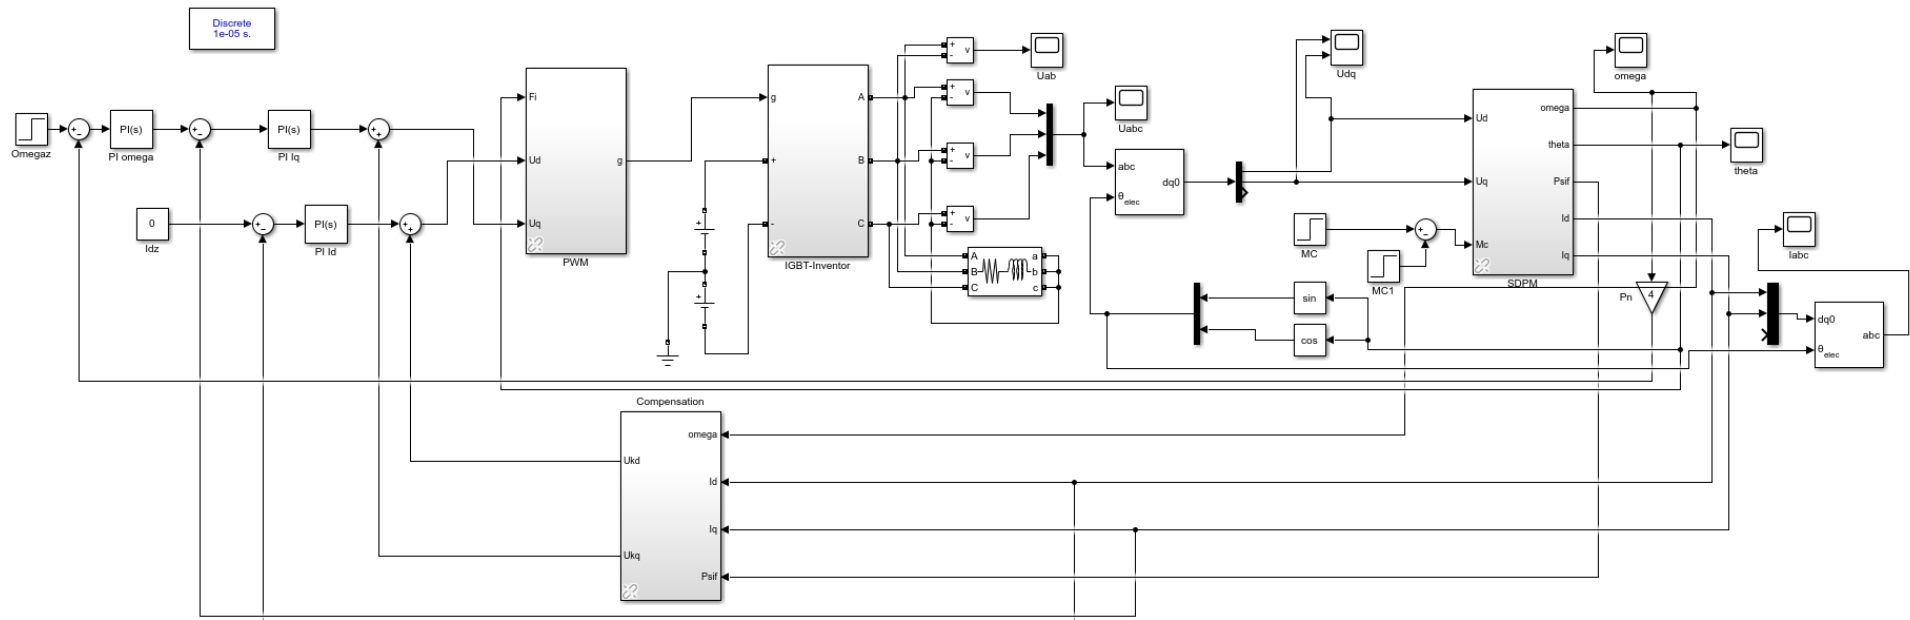 Discrete
1e-05 s.
Omegaz
PI(s)
PI omega
PI(s)
PI Iq
0
Idz
PI(s)
PI Id
Fi
Ud
Uq
g
PWM
g
+
-
A
B
C
IGBT-Inventor
+
-
v
+
-
v
+
-
v
+
-
v
Uab
A
B
C
a
b
c
Uabc
abc
θ
elec
dq0
Udq
sin
cos
MC
MC1
Ud
Uq
Mc
omega
theta
Psif
Id
Iq
SDPM
omega
theta
Iabc
Pn
4
dq0
θ
elec
abc
Compensation
omega
Ukd
Id
Iq
Ukq
Psif